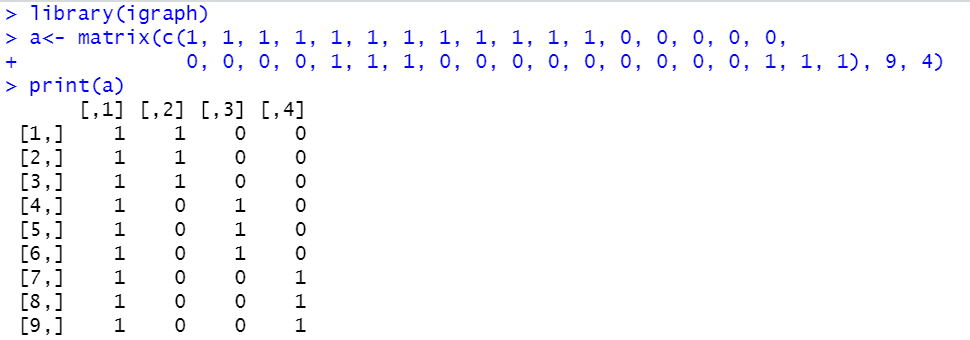 > library(igraph)
> a<- matrix(c(1, 1, 1, 1, 1, 1, 1, 1, 1, 1, 1, 1, 0, 0, 0, 0, 0,
+              0, 0, 0, 0, 1, 1, 1, 0, 0, 0, 0, 0, 0, 0, 0, 0, 1, 1, 1), 9, 4)
> print(a)
      [,1] [,2] [,3] [,4]
 [1,]    1    1    0    0
 [2,]    1    1    0    0
 [3,]    1    1    0    0
 [4,]    1    0    1    0
 [5,]    1    0    1    0
 [6,]    1    0    1    0
 [7,]    1    0    0    1
 [8,]    1    0    0    1
 [9,]    1    0    0    1